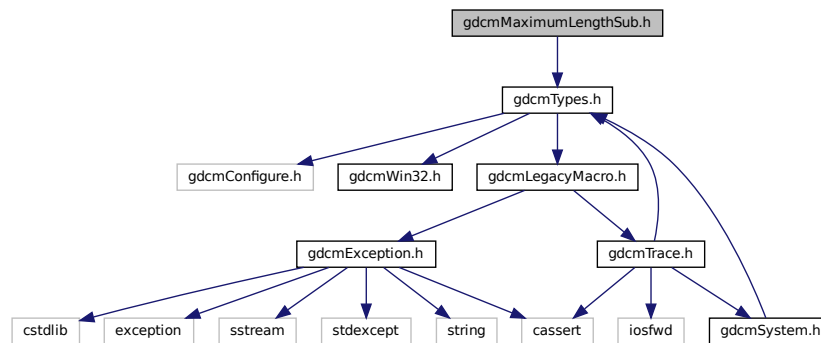 gdcmMaximumLengthSub.h
gdcmTypes.h
gdcmConfigure.h
gdcmWin32.h
gdcmLegacyMacro.h
gdcmException.h
gdcmTrace.h
cstdlib
exception
sstream
stdexcept
string
cassert
iosfwd
gdcmSystem.h